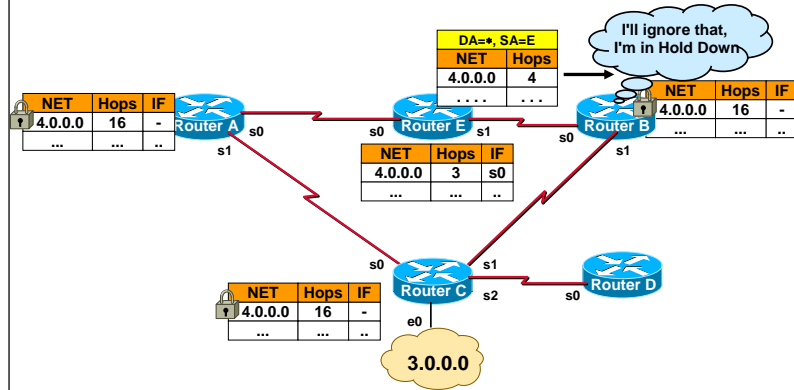 I'll ignore that,
I'm in Hold Down
DA=*, SA=E
NET Hops
4.0.0.0 4
. . . . . . .
NET Hops IF
4.0.0.0 16 -
... ... ..
Router A
s0
s1
s0
Router E
s1
s0
Router B
s1
NET Hops IF
4.0.0.0 16 -
... ... ..
NET Hops IF
4.0.0.0 3 s0
... ... ..
s0
Router C
s1
s2
e0
s0
Router D
NET Hops IF
4.0.0.0 16 -
... ... ..
3.0.0.0